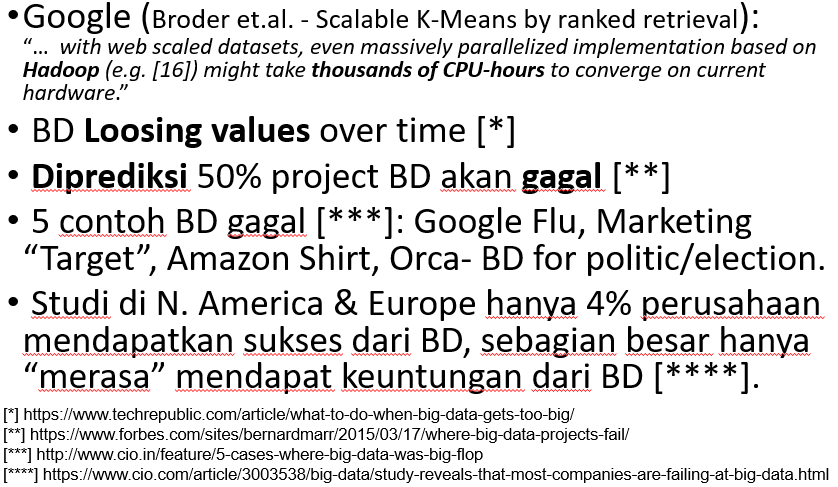 •Google (Broder et.al. - Scalable K-Means by ranked retrieval):
“… with web scaled datasets, even massively parallelized implementation based on
Hadoop (e.g. [16]) might take thousands of CPU-hours to converge on current
hardware.”
• BD Loosing values over time [*]
• Diprediksi 50% project BD akan gagal [**]
• 5 contoh BD gagal [***]: Google Flu, Marketing
“Target”, Amazon Shirt, Orca- BD for politic/election.
• Studi di N. America & Europe hanya 4% perusahaan
mendapatkan sukses dari BD, sebagian besar hanya
“merasa” mendapat keuntungan dari BD [****].
[*] https://www.techrepublic.com/article/what-to-do-when-big-data-gets-too-big/
[**] https://www.forbes.com/sites/bernardmarr/2015/03/17/where-big-data-projects-fail/
[***] http://www.cio.in/feature/5-cases-where-big-data-was-big-flop
[****] https://www.cio.com/article/3003538/big-data/study-reveals-that-most-companies-are-failing-at-big-data.html